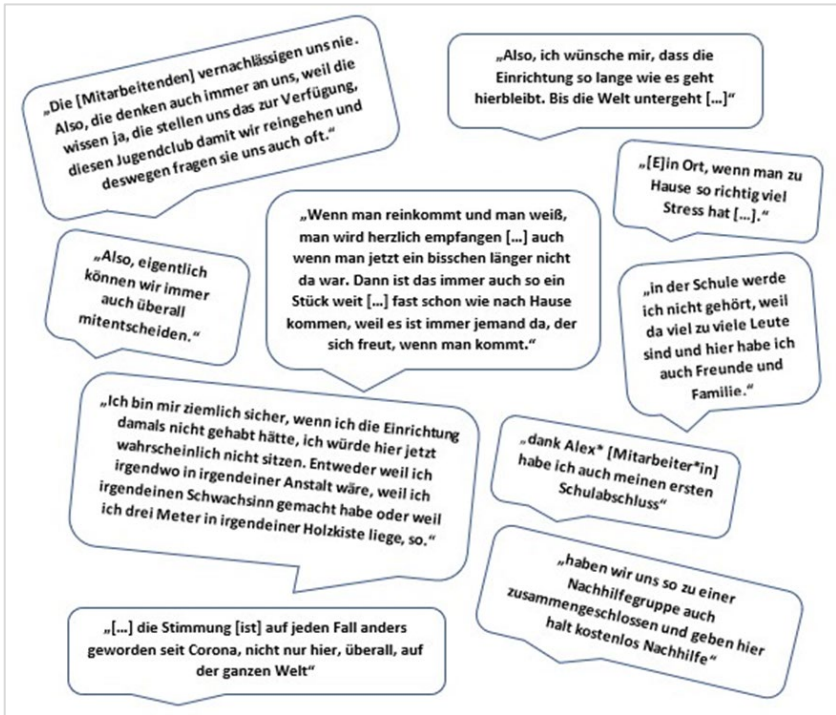 „Die [Mitarbeitenden] vernachlässigen uns nie.
Also, die denken auch immer an uns, weil die
wissen ja, die stellen uns das zur Verfügung,
diesen Jugendclub damit wir reingehen und
deswegen fragen sie uns auch oft.“
„Also, ich wünsche mir, dass die
Einrichtung so lange wie es geht
hierbleibt. Bis die Welt untergeht […]“
„[E]in Ort, wenn man zu
Hause so richtig viel
Stress hat […].“
„Wenn man reinkommt und man weiß,
man wird herzlich empfangen […] auch
wenn man jetzt ein bisschen länger nicht
da war. Dann ist das immer auch so ein
Stück weit […] fast schon wie nach Hause
kommen, weil es ist immer jemand da, der
sich freut, wenn man kommt.“
„Also, eigentlich
können wir immer
auch überall
mitentscheiden.“
„in der Schule werde
ich nicht gehört, weil
da viel zu viele Leute
sind und hier habe ich
auch Freunde und
Familie.“
„Ich bin mir ziemlich sicher, wenn ich die Einrichtung
damals nicht gehabt hätte, ich würde hier jetzt
wahrscheinlich nicht sitzen. Entweder weil ich
irgendwo in irgendeiner Anstalt wäre, weil ich
irgendeinen Schwachsinn gemacht habe oder weil
ich drei Meter in irgendeiner Holzkiste liege, so.“
„dank Alex* [Mitarbeiter*in]
habe ich auch meinen ersten
Schulabschluss“
„haben wir uns so zu einer
Nachhilfegruppe auch
zusammengeschlossen und geben hier
halt kostenlos Nachhilfe“
„[…] die Stimmung [ist] auf jeden Fall anders
geworden seit Corona, nicht nur hier, überall, auf
der ganzen Welt“